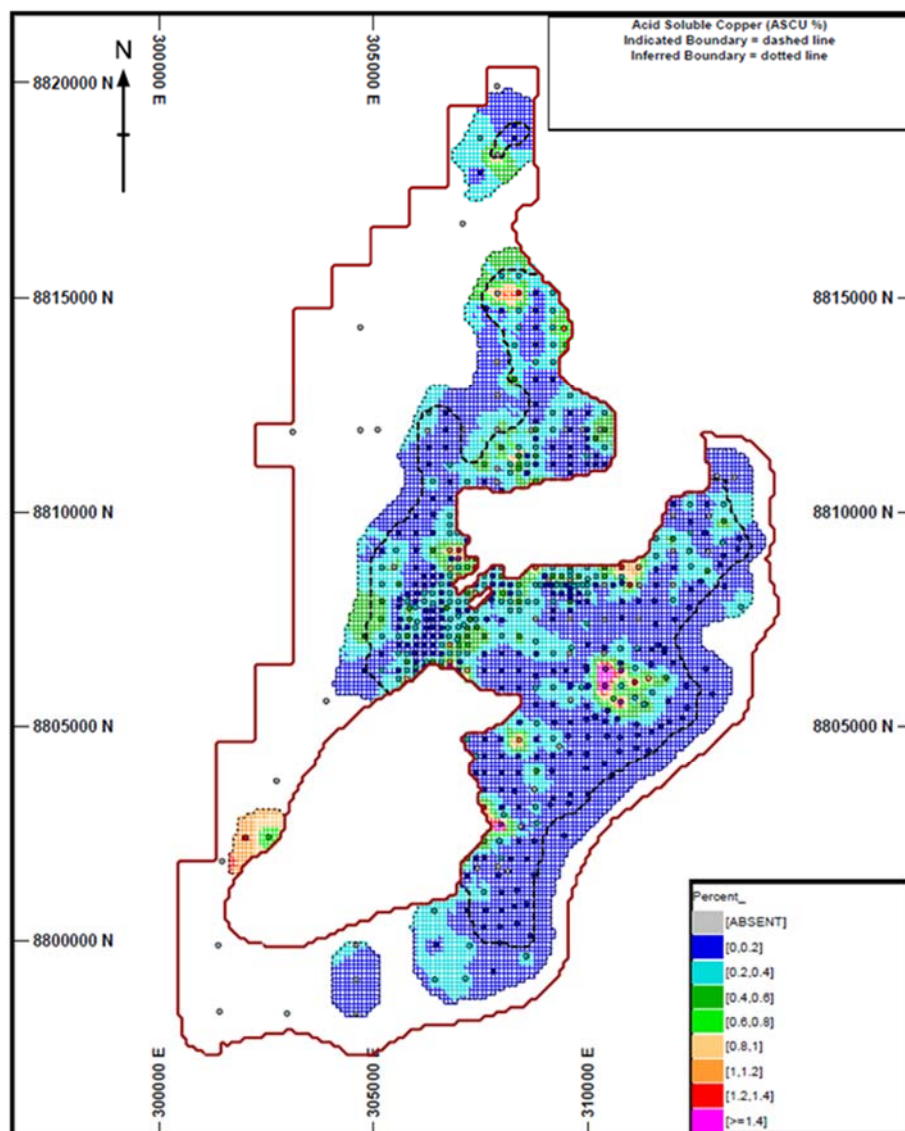 Acid Soluble Copper (ASCU %)
Indicated Boundary = dashed line
Inferred Boundary = dotted line
N
300000 E
305000 E
8820000 N
8815000 N
8815000 N
8810000 N
8810000 N
8805000 N
8805000 N
8800000 N
300000 E
305000 E
310000 E
Percent_
[ABSENT]
[0,0.2]
[0.2,0.4]
[0.4,0.6]
[0.6,0.8]
[0.8,1]
[1,1.2]
[1.2,1.4]
[>=1.4]